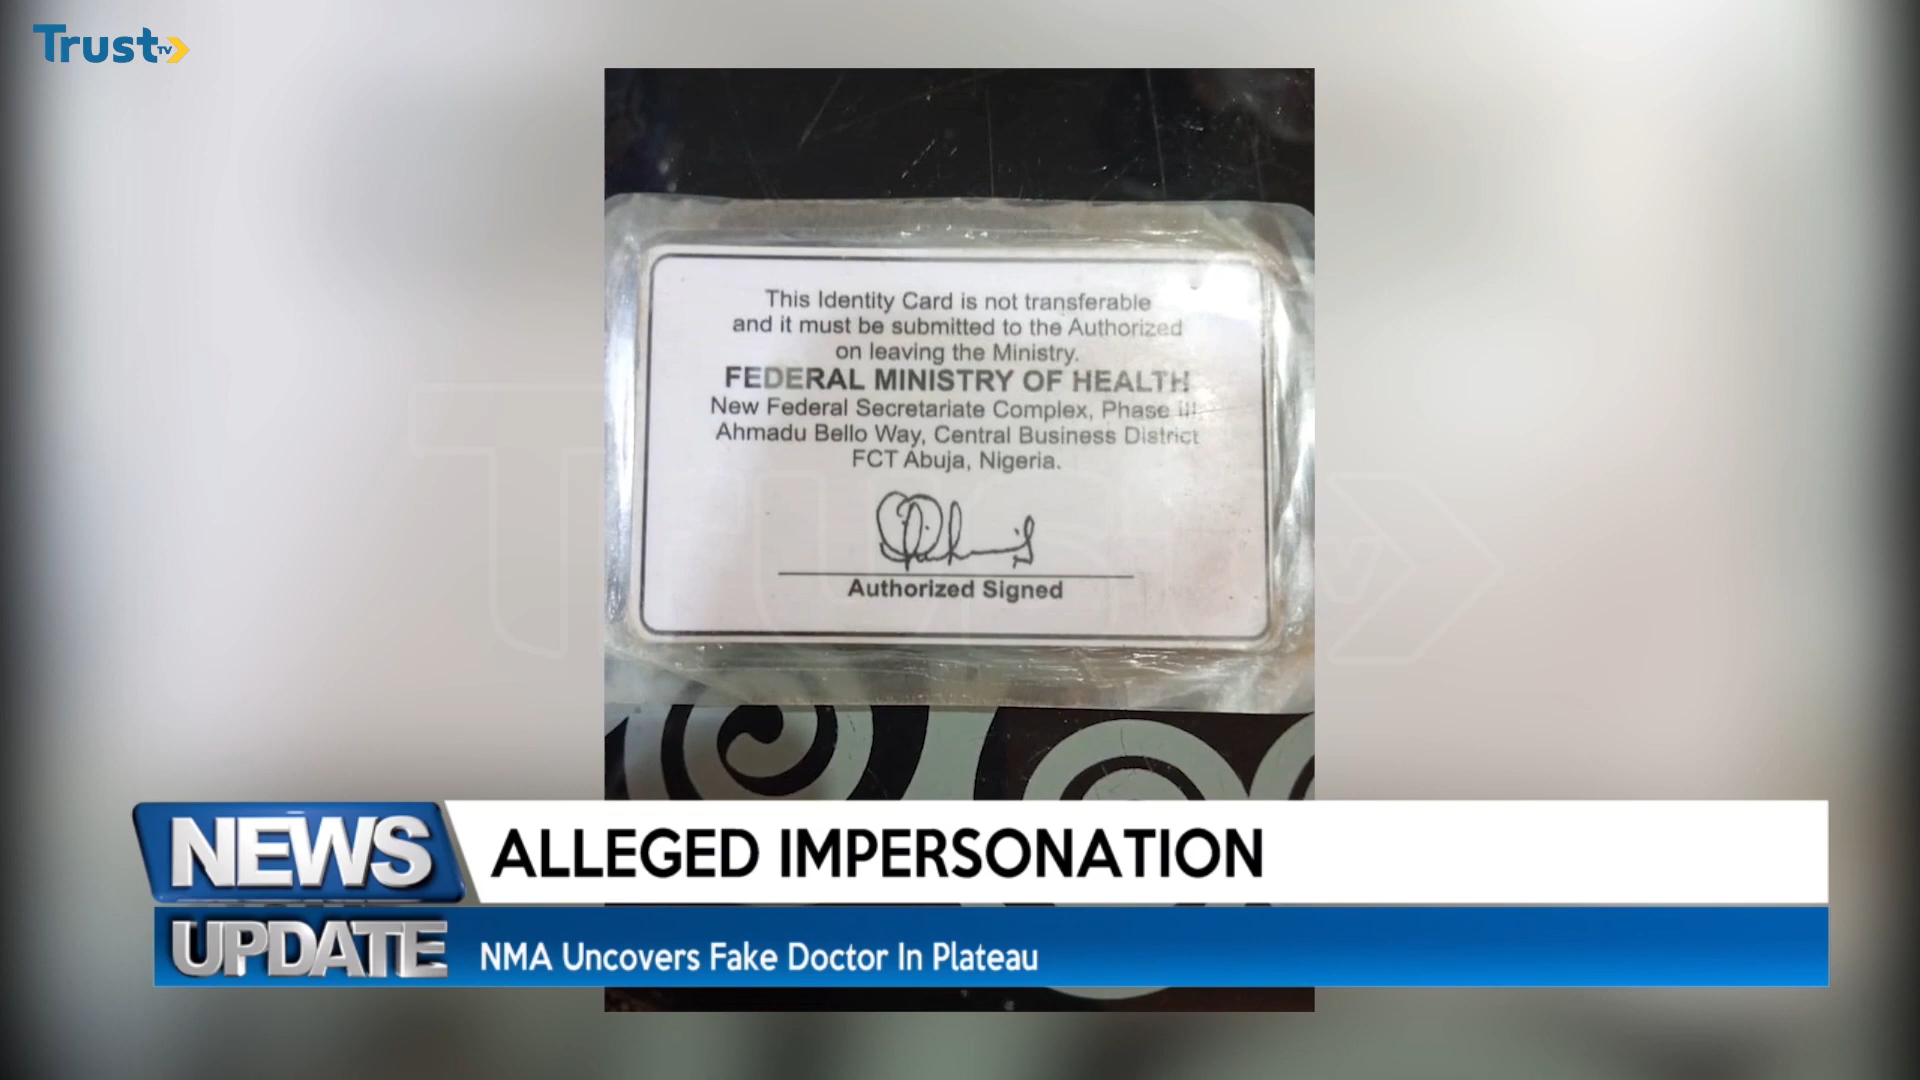 Trust TV
This Identity Card is not transferable
and it must be submitted to the Authorized
on leaving the Ministry.
FEDERAL MINISTRY OF HEALTH
New Federal Secretariate Complex, Phase III,
Ahmadu Bello Way, Central Business District
FCT Abuja, Nigeria.
Authorized Signed
NEWS
ALLEGED IMPERSONATION
UPDATE
NMA Uncovers Fake Doctor In Plateau